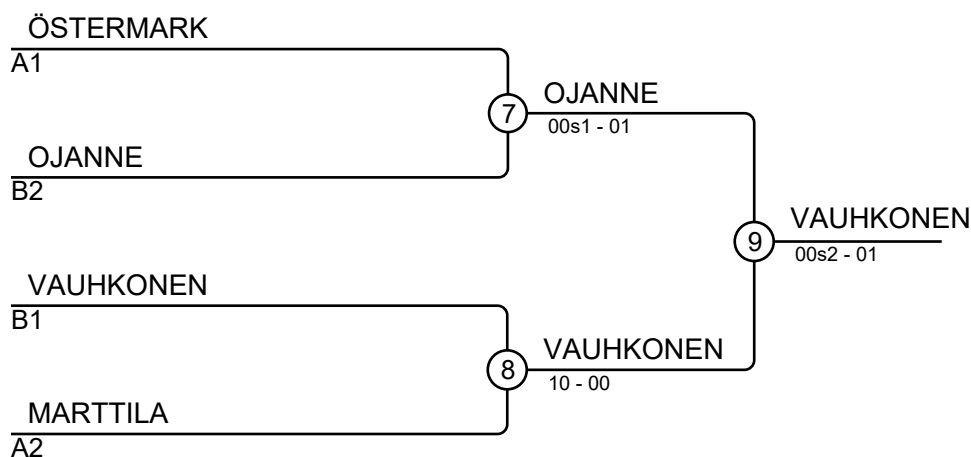 ÖSTERMARK
A1
OJANNE
7
00s1 - 01
OJANNE
B2
VAUHKONEN
9
00s2 - 01
VAUHKONEN
B1
VAUHKONEN
8
10 - 00
MARTTILA
A2